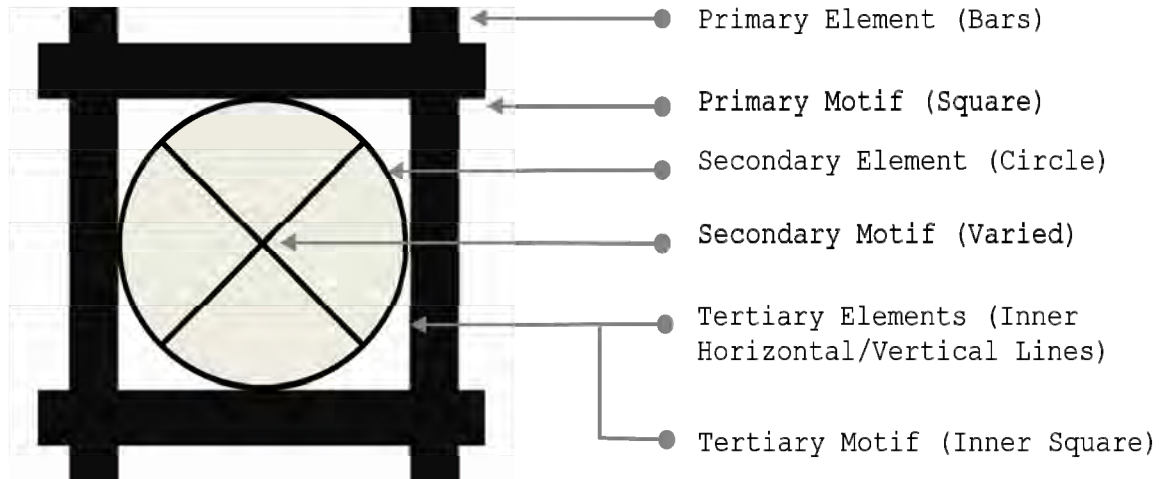 Primary Element (Bars)
Primary Motif (Square)
Secondary Element (Circle)
Secondary Motif (Varied)
Tertiary Elements (Inner
Horizontal/Vertical Lines)
Tertiary Motif (Inner Square)